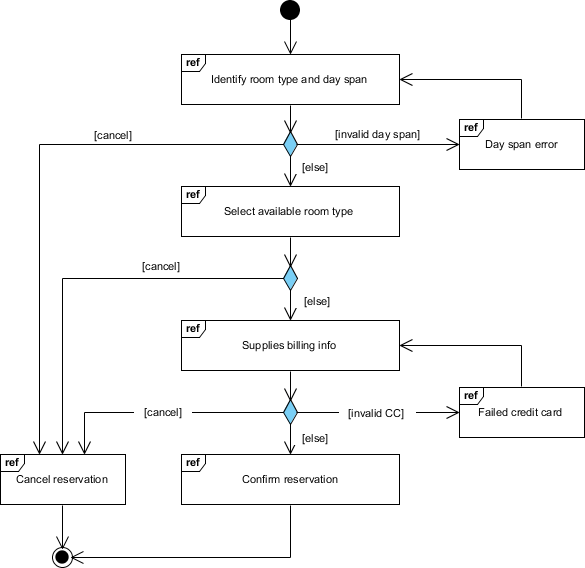 ref
Identify room type and day span
[cancel]
[invalid day span]
ref
Day span error
[else]
ref
Select available room type
[cancel]
[else]
ref
Supplies billing info
ref
Failed credit card
[cancel]
[invalid CC]
[else]
ref
Cancel reservation
ref
Confirm reservation